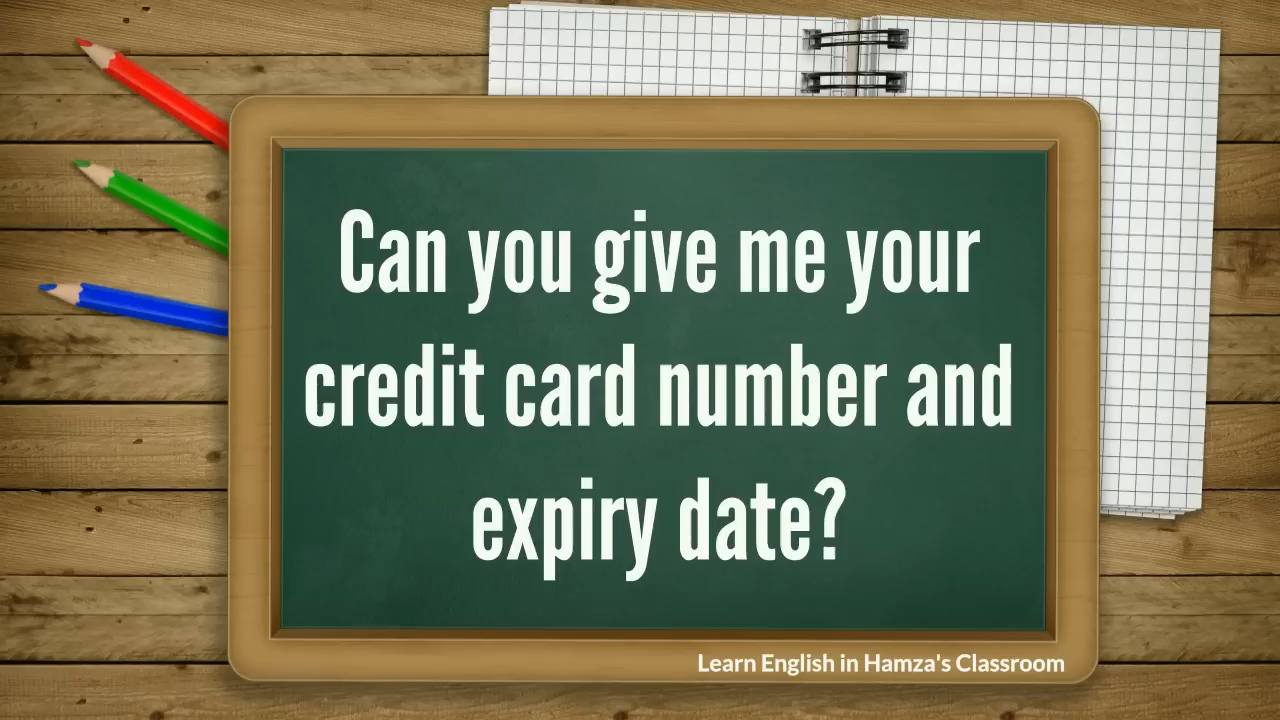 Can you give me your
credit card number and
expiry date?
Learn English in Hamza's Classroom